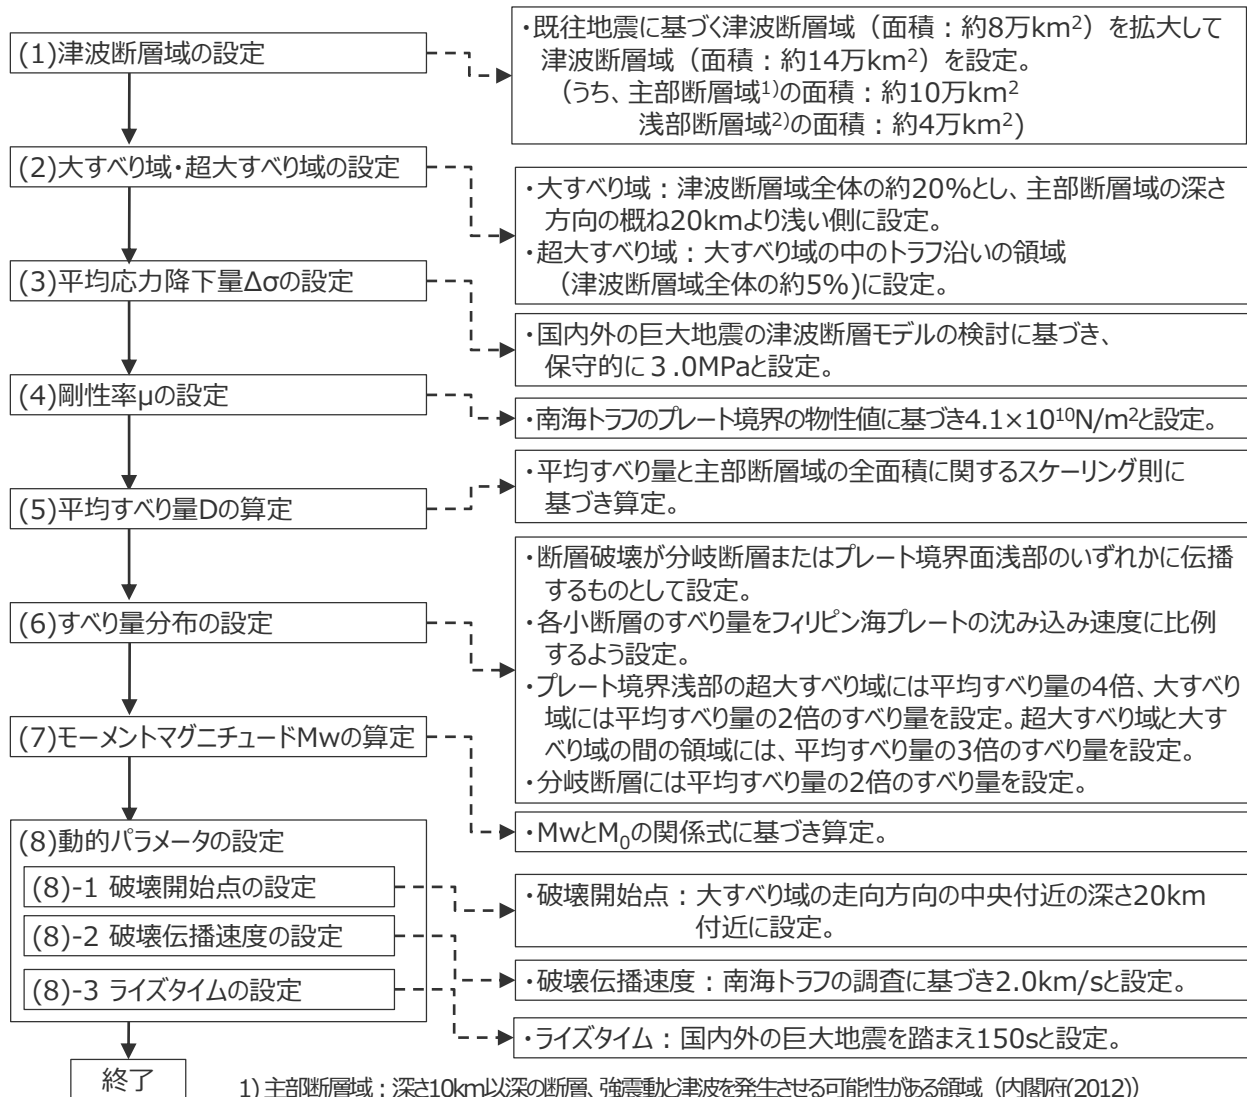 (1)津波断層域の設定
・既往地震に基づく津波断層域（面積：約8万km2）を拡大して
津波断層域（面積：約14万km2）を設定。
（うち、主部断層域1)の面積：約10万km2
浅部断層域2)の面積：約4万km2)
(2)大すべり域・超大すべり域の設定
・大すべり域：津波断層域全体の約20%とし、主部断層域の深さ
方向の概ね20kmより浅い側に設定。
・超大すべり域：大すべり域の中のトラフ沿いの領域
（津波断層域全体の約5%)に設定。
(3)平均応力降下量Δσの設定
・国内外の巨大地震の津波断層モデルの検討に基づき、
保守的に３.0MPaと設定。
(4)剛性率μの設定
・南海トラフのプレート境界の物性値に基づき4.1×1010N/m2と設定。
(5)平均すべり量Dの算定
・平均すべり量と主部断層域の全面積に関するスケーリング則に
基づき算定。
(6)すべり量分布の設定
・断層破壊が分岐断層またはプレート境界面浅部のいずれかに伝播
するものとして設定。
・各小断層のすべり量をフィリピン海プレートの沈み込み速度に比例
するよう設定。
・プレート境界浅部の超大すべり域には平均すべり量の4倍、大すべり
域には平均すべり量の2倍のすべり量を設定。超大すべり域と大す
べり域の間の領域には、平均すべり量の3倍のすべり量を設定。
・分岐断層には平均すべり量の2倍のすべり量を設定。
(7)モーメントマグニチュードMwの算定
・MwとM0の関係式に基づき算定。
(8)動的パラメータの設定
(8)-1 破壊開始点の設定
・破壊開始点：大すべり域の走向方向の中央付近の深さ20km
付近に設定。
(8)-2 破壊伝播速度の設定
・破壊伝播速度：南海トラフの調査に基づき2.0km/sと設定。
(8)-3 ライズタイムの設定
・ライズタイム：国内外の巨大地震を踏まえ150sと設定。
終了
1) 主部断層域：深さ10km以深の断層、強震動と津波を発生させる可能性がある領域（内閣府(2012)）